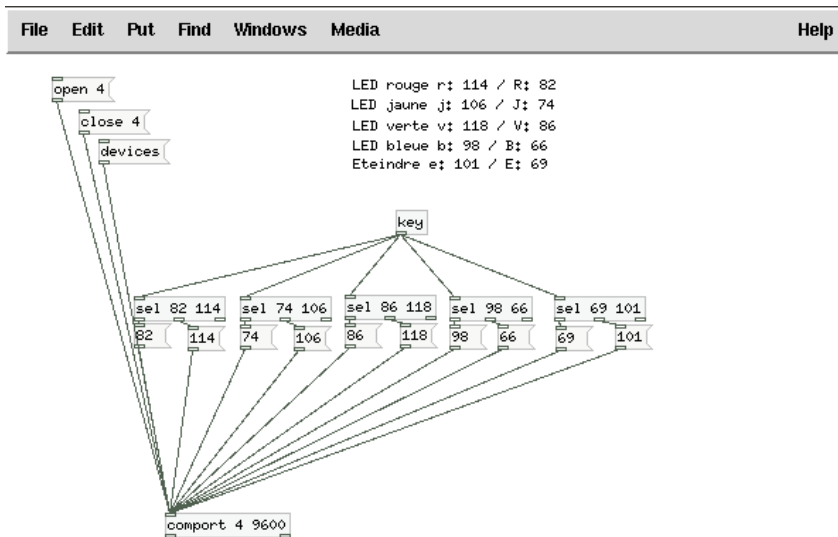 File Edit Put Find Windows Media Help
open 4
close 4
devices
LED rouge r: 114 / R: 82
LED jaune j: 106 / J: 74
LED verte v: 118 / V: 86
LED bleue b: 98 / B: 66
Eteindre e: 101 / E: 69
key
sel 82 114 sel 74 106 sel 86 118 sel 98 66 sel 69 101
82 114 74 106 86 118 98 66 69 101
comport 4 9600